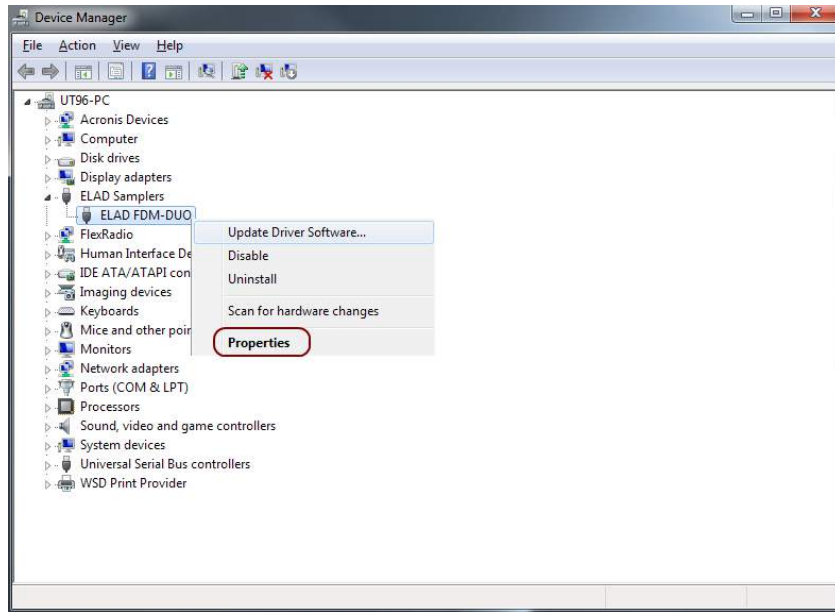 Device Manager
File Action View Help
UT96-PC
Acronis Devices
Computer
Disk drives
Display adapters
ELAD Samplers
ELAD FDM-DUO
FlexRadio
Human Interface De
IDE ATA/ATAPI con
Imaging devices
Keyboards
Mice and other poin
Monitors
Network adapters
Ports (COM & LPT)
Processors
Sound, video and game controllers
System devices
Universal Serial Bus controllers
WSD Print Provider
Update Driver Software...
Disable
Uninstall
Scan for hardware changes
Properties